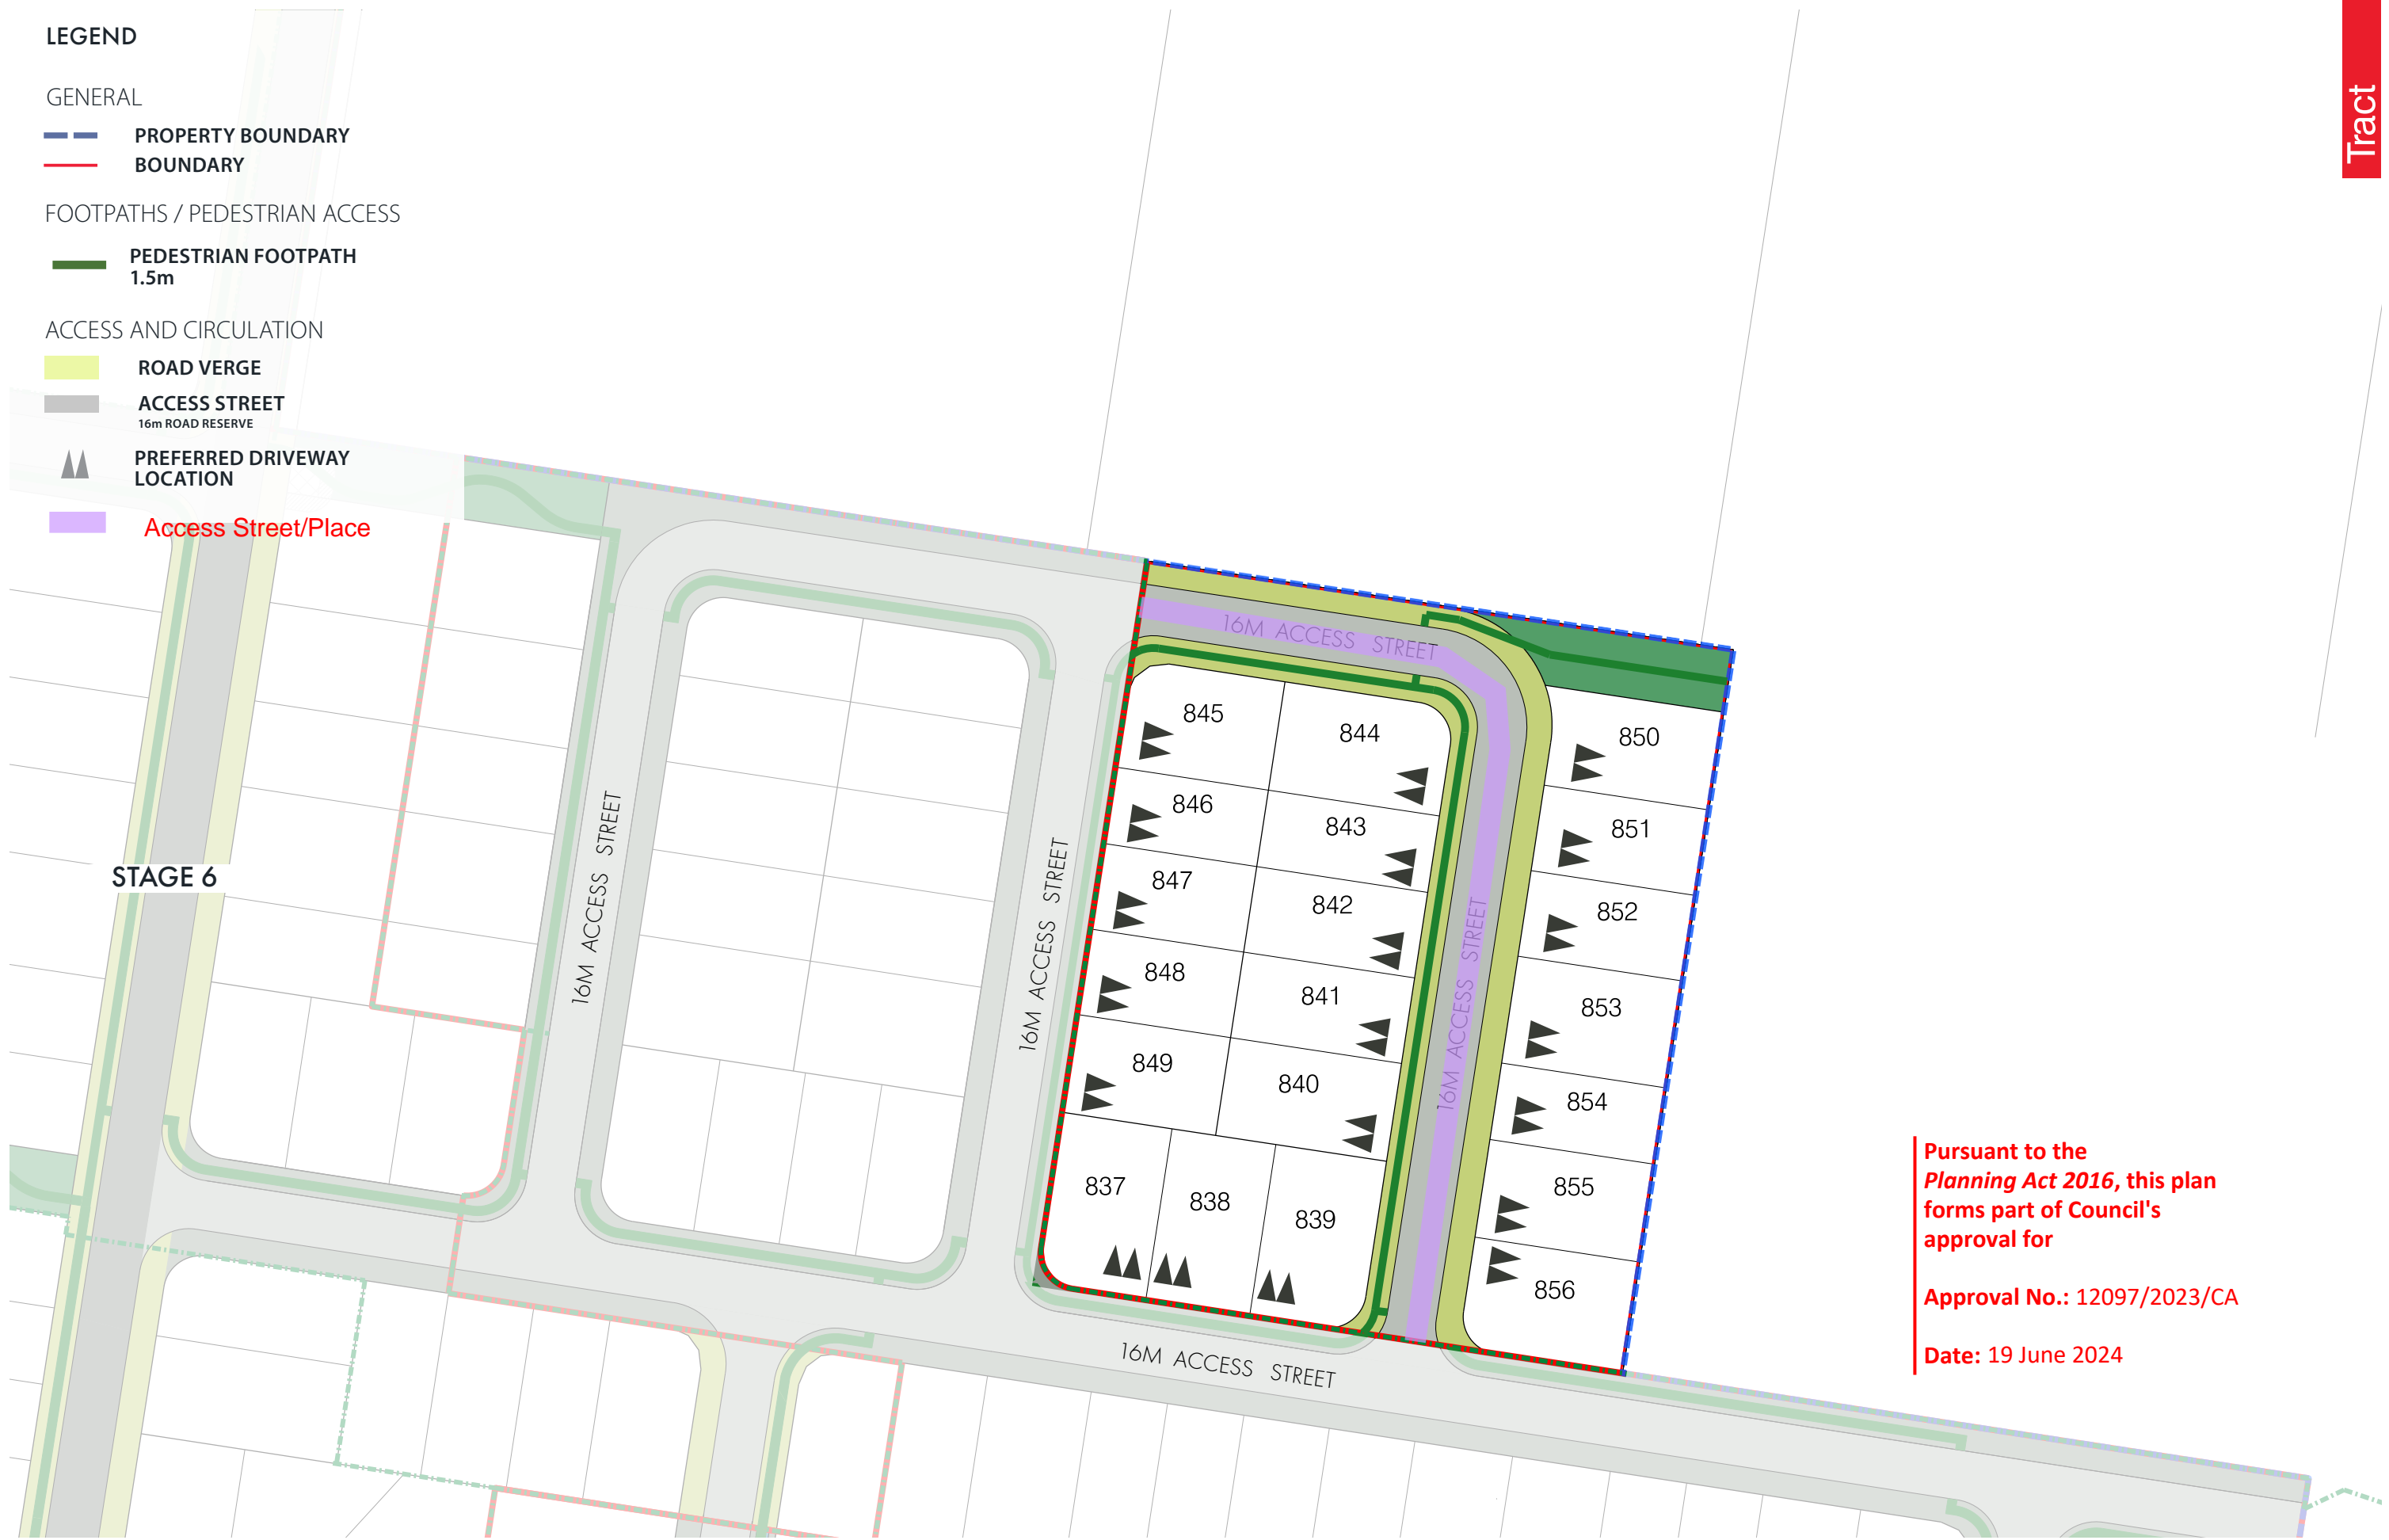 LEGEND
GENERAL
PROPERTY BOUNDARY
BOUNDARY
FOOTPATHS / PEDESTRIAN ACCESS
PEDESTRIAN FOOTPATH
1.5m
ACCESS AND CIRCULATION
ROAD VERGE
ACCESS STREET
16m ROAD RESERVE
PREFERRED DRIVEWAY
LOCATION
Access Street/Place
Tract
STAGE 6
16M ACCESS STREET
16M ACCESS STREET
16M ACCESS STREET
16M ACCESS STREET
16M ACCESS STREET
845
844
846
843
847
842
848
841
849
840
837
838
839
850
851
852
853
854
855
856
Pursuant to the
Planning Act 2016, this plan
forms part of Council's
approval for
Approval No.: 12097/2023/CA
Date: 19 June 2024